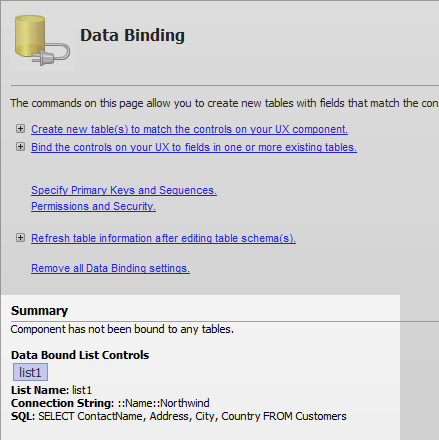 Data Binding
The commands on this page allow you to create new tables with fields that match the con
Create new table(s) to match the controls on your UX component.
Bind the controls on your UX to fields in one or more existing tables.
Specify Primary Keys and Sequences.
Permissions and Security.
Refresh table information after editing table schema(s).
Remove all Data Binding settings.
Summary
Component has not been bound to any tables.
Data Bound List Controls
list1
List Name: list1
Connection String: ::Name::Northwind
SQL: SELECT ContactName, Address, City, Country FROM Customers